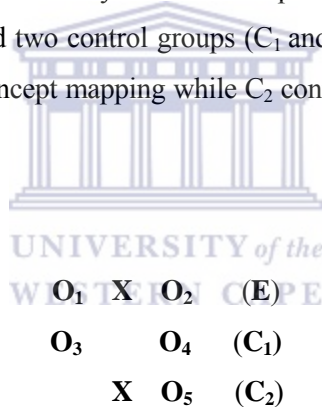 d two control groups (C₁ and
ncept mapping while C₂ con
UNIVERSITY of the
WESTERN CAPE
O₁ X O₂ (E)
O₃ O₄ (C₁)
X O₅ (C₂)